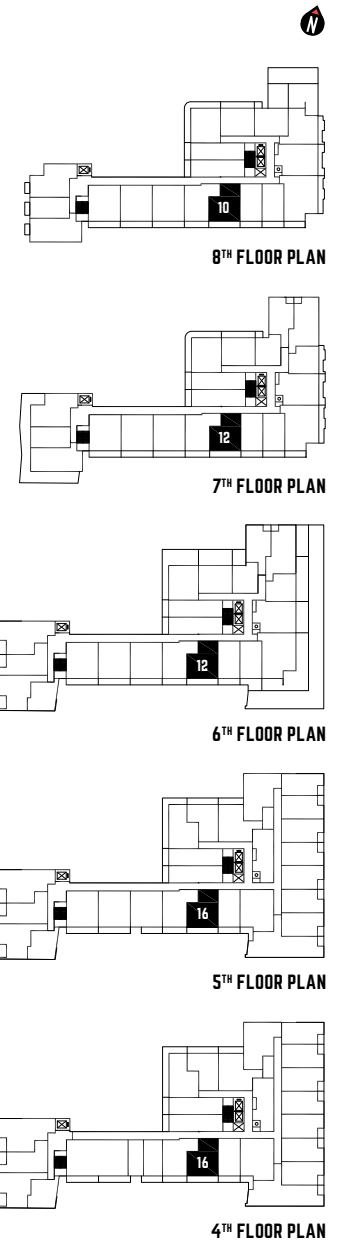 N
10
8TH FLOOR PLAN
12
7TH FLOOR PLAN
12
6TH FLOOR PLAN
16
5TH FLOOR PLAN
16
4TH FLOOR PLAN